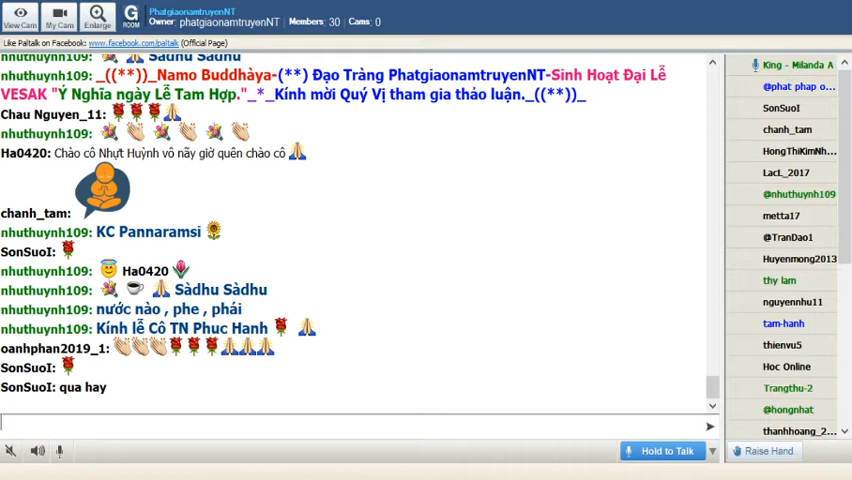 PhatgiaonamtruyenNT
Owner: phatgiaonamtruyenNT Members: 30 Cams: 0
View Cam My Cam Enlarge G ROOM
Like Paltalk on Facebook: www.facebook.com/paltalk (Official Page)
nhuthuynh109: Sàdhu Sàdhu
nhuthuynh109: _((**))_Namo Buddhàya-(**) Đạo Tràng PhatgiaonamtruyenNT-Sinh Hoạt Đại Lễ
VESAK "Ý Nghĩa ngày Lễ Tam Hợp."_*_Kính mời Quý Vị tham gia thảo luận._((**))_
Chau Nguyen_11:
nhuthuynh109:
Ha0420: Chào cô Nhựt Huỳnh vô nãy giờ quên chào cô
chanh_tam:
nhuthuynh109: KC Pannaramsi
SonSuoI:
nhuthuynh109: Ha0420
nhuthuynh109: Sàdhu Sàdhu
nhuthuynh109: nước nào , phe , phái
nhuthuynh109: Kính lễ Cô TN Phuc Hanh
oanhphan2019_1:
SonSuoI:
SonSuoI: qua hay
Hold to Talk
King - Milanda A
@phat phap o...
SonSuoI
chanh_tam
HongThiKimNh...
LacL_2017
@nhuthuynh109
metta17
@TranDao1
Huyenmong2013
thy lam
nguyennhu11
tam-hanh
thienvu5
Hoc Online
Trangthu-2
@hongnhat
thanhhoang_2...
Raise Hand